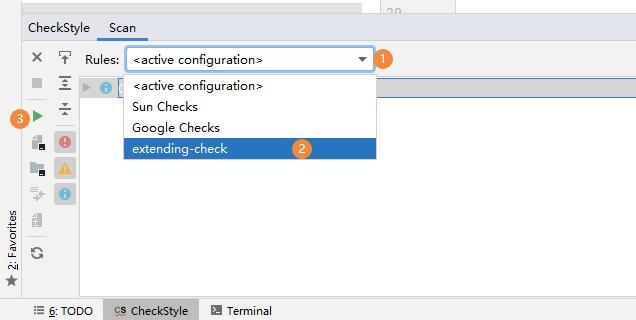 28
CheckStyle Scan
Rules: <active configuration> 1
<active configuration>
Sun Checks
Google Checks
extending-check 2
3
2: Favorites
6: TODO CS CheckStyle Terminal